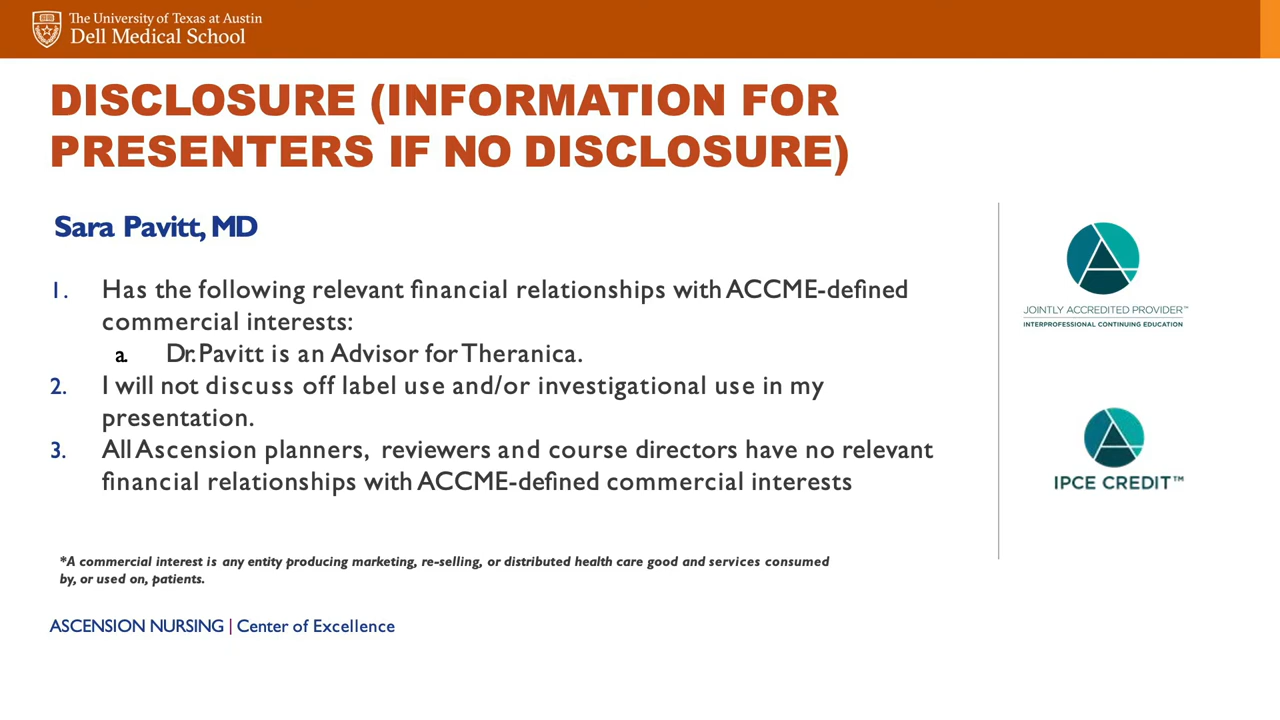 The University of Texas at Austin
Dell Medical School
DISCLOSURE (INFORMATION FOR
PRESENTERS IF NO DISCLOSURE)
Sara Pavitt, MD
1. Has the following relevant financial relationships with ACCME-defined
commercial interests:
a. Dr. Pavitt is an Advisor for Theranica.
2. I will not discuss off label use and/or investigational use in my
presentation.
3. All Ascension planners, reviewers and course directors have no relevant
financial relationships with ACCME-defined commercial interests
*A commercial interest is any entity producing marketing, re-selling, or distributed health care good and services consumed
by, or used on, patients.
ASCENSION NURSING | Center of Excellence
JOINTLY ACCREDITED PROVIDER™
INTERPROFESSIONAL CONTINUING EDUCATION
IPCE CREDIT™